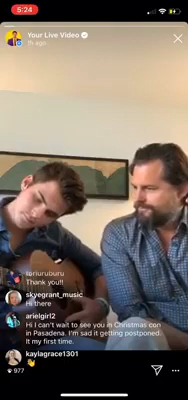 5:24
Your Live Video
1h ago
loriuruburu
Thank you!!
skyegrant_music
Hi there
arielgirl2
Hi I can't wait to see you in Christmas con
in Pasadena. I'm sad it getting postponed.
It my first time.
kaylagrace1301
977